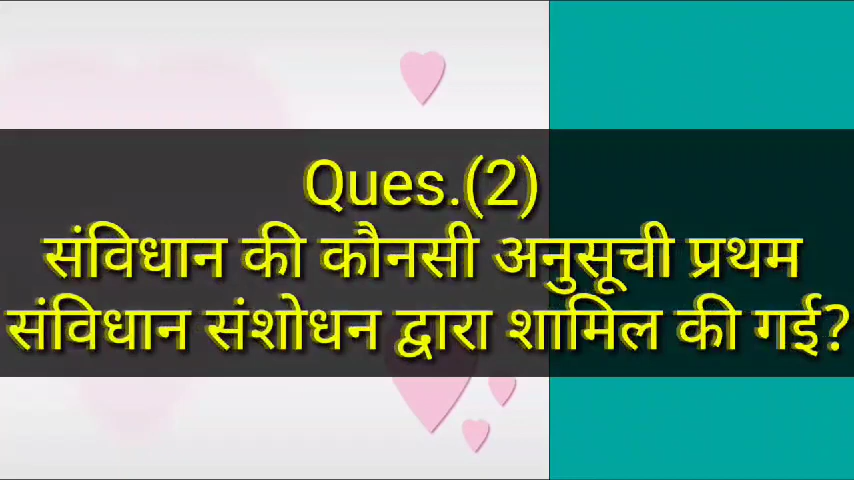 Ques.(2)
संविधान की कौनसी अनुसूची प्रथम
संविधान संशोधन द्वारा शामिल की गई?